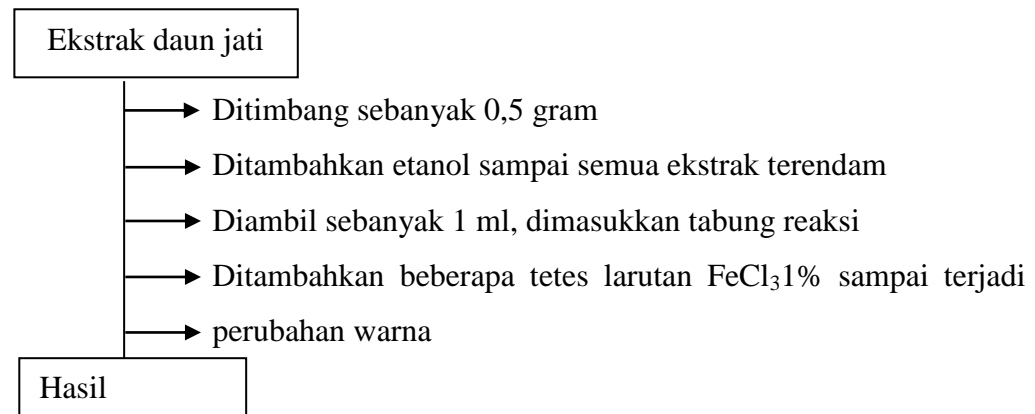 Ekstrak daun jati
Ditimbang sebanyak 0,5 gram
Ditambahkan etanol sampai semua ekstrak terendam
Diambil sebanyak 1 ml, dimasukkan tabung reaksi
Ditambahkan beberapa tetes larutan FeCl₃1% sampai terjadi
perubahan warna
Hasil